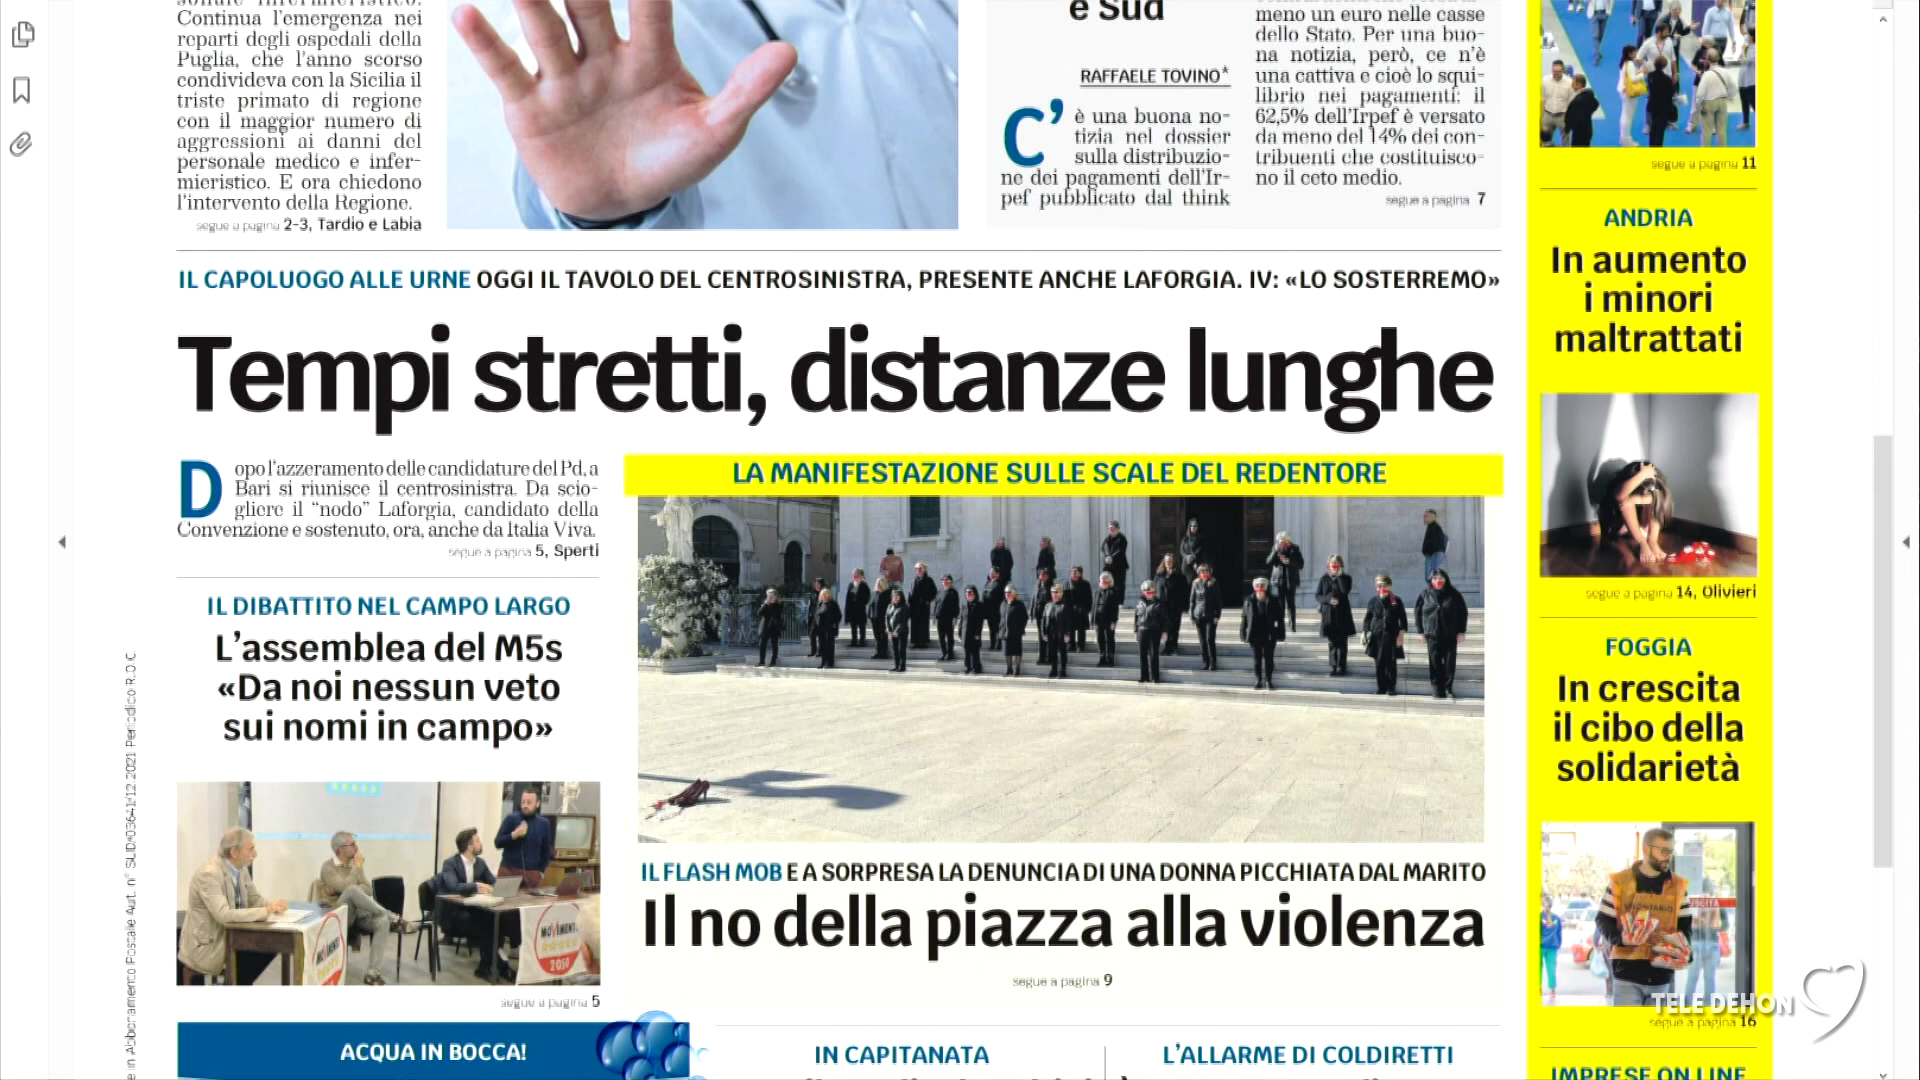 Continua l'emergenza nei
reparti degli ospedali della
Puglia, che l'anno scorso
condivideva con la Sicilia il
triste primato di regione
con il maggior numero di
aggressioni ai danni del
personale medico e infer-
mieristico. E ora chiedono
l'intervento della Regione.
segue a pagina 2-3, Tardio e Labia
e Sud
RAFFAELE TOVINO*
C'è una buona no-
tizia nel dossier
sulla distribuzio-
ne dei pagamenti dell'Ir-
pef pubblicato dal think
meno un euro nelle casse
dello Stato. Per una buo-
na notizia, però, ce n'è
una cattiva e cioè lo squi-
librio nei pagamenti: il
62,5% dell'Irpef è versato
da meno del 14% dei con-
tribuenti che costituisco-
no il ceto medio.
segue a pagina 7
segue a pagina 11
IL CAPOLUOGO ALLE URNE OGGI IL TAVOLO DEL CENTROSINISTRA, PRESENTE ANCHE LAFORGIA. IV: «LO SOSTERREMO»
Tempi stretti, distanze lunghe
Dopo l'azzeramento delle candidature del Pd, a
Bari si riunisce il centrosinistra. Da scio-
gliere il "nodo" Laforgia, candidato della
Convenzione e sostenuto, ora, anche da Italia Viva.
segue a pagina 5, Sperti
IL DIBATTITO NEL CAMPO LARGO
L'assemblea del M5s
«Da noi nessun veto
sui nomi in campo»
MOVIMENTO
2050
segue a pagina 5
LA MANIFESTAZIONE SULLE SCALE DEL REDENTORE
IL FLASH MOB E A SORPRESA LA DENUNCIA DI UNA DONNA PICCHIATA DAL MARITO
Il no della piazza alla violenza
segue a pagina 9
ANDRIA
In aumento
i minori
maltrattati
segue a pagina 14, Olivieri
FOGGIA
In crescita
il cibo della
solidarietà
VOLONTARIO
USCITA
TELE DEHON
segue a pagina 16
IMPRESE ON LINE
ACQUA IN BOCCA!
IN CAPITANATA
L'ALLARME DI COLDIRETTI